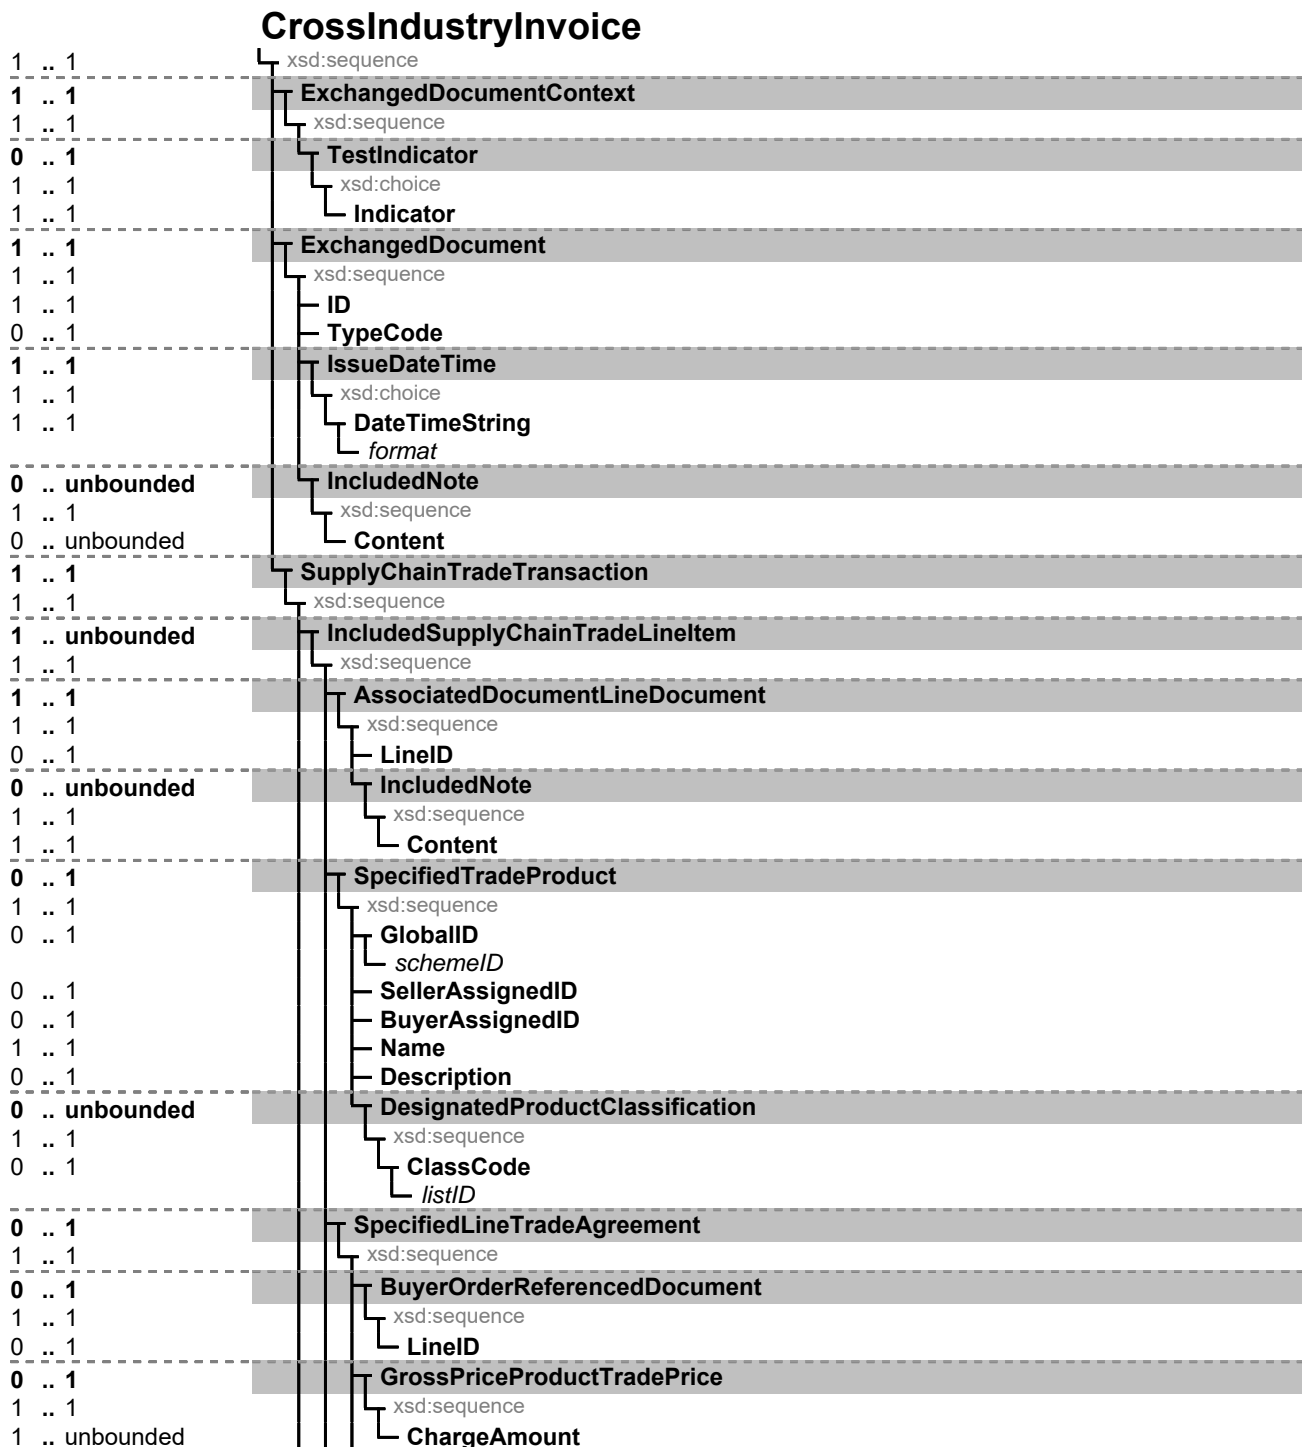 CrossIndustryInvoice
1 .. 1 xsd:sequence
1 .. 1 ExchangedDocumentContext
1 .. 1 xsd:sequence
0 .. 1 TestIndicator
1 .. 1 xsd:choice
1 .. 1 Indicator
1 .. 1 ExchangedDocument
1 .. 1 xsd:sequence
1 .. 1 ID
0 .. 1 TypeCode
1 .. 1 IssueDateTime
1 .. 1 xsd:choice
1 .. 1 DateTimeString
format
0 .. unbounded IncludedNote
1 .. 1 xsd:sequence
0 .. unbounded Content
1 .. 1 SupplyChainTradeTransaction
1 .. 1 xsd:sequence
1 .. unbounded IncludedSupplyChainTradeLineItem
1 .. 1 xsd:sequence
1 .. 1 AssociatedDocumentLineDocument
1 .. 1 xsd:sequence
0 .. 1 LineID
0 .. unbounded IncludedNote
1 .. 1 xsd:sequence
1 .. 1 Content
0 .. 1 SpecifiedTradeProduct
1 .. 1 xsd:sequence
0 .. 1 GlobalID
schemeID
0 .. 1 SellerAssignedID
0 .. 1 BuyerAssignedID
1 .. 1 Name
0 .. 1 Description
0 .. unbounded DesignatedProductClassification
1 .. 1 xsd:sequence
0 .. 1 ClassCode
listID
0 .. 1 SpecifiedLineTradeAgreement
1 .. 1 xsd:sequence
0 .. 1 BuyerOrderReferencedDocument
1 .. 1 xsd:sequence
0 .. 1 LineID
0 .. 1 GrossPriceProductTradePrice
1 .. 1 xsd:sequence
1 .. unbounded ChargeAmount